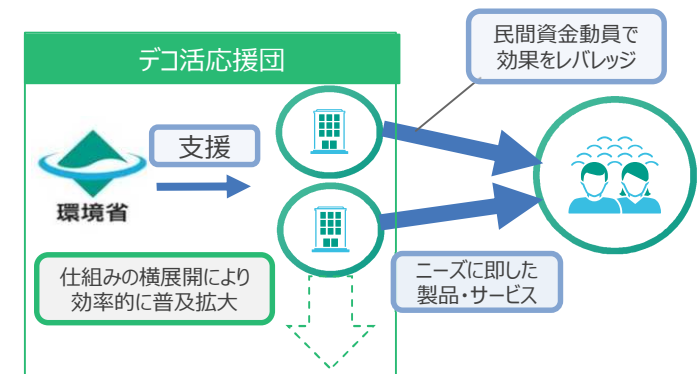 民間資金動員で
効果をレバレッジ
デコ活応援団
支援
環境省
仕組みの横展開により
効率的に普及拡大
ニーズに即した
製品・サービス